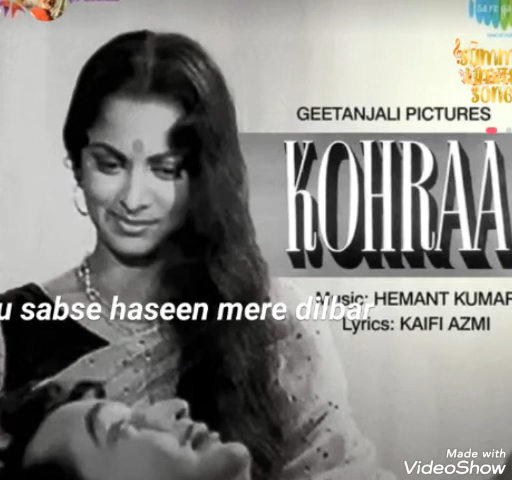 GEETANJALI PICTURES
KOHRAA
Music: HEMANT KUMAR
u sabse haseen mere dilbar
Lyrics: KAIFI AZMI
Made with
VideoShow